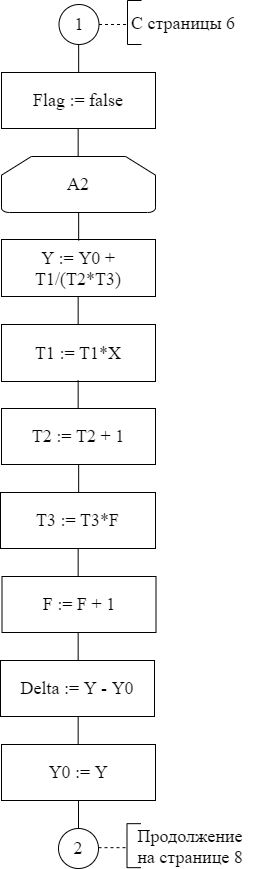 1
С страницы 6
Flag := false
A2
Y := Y0 +
T1/(T2*T3)
T1 := T1*X
T2 := T2 + 1
T3 := T3*F
F := F + 1
Delta := Y - Y0
Y0 := Y
2
Продолжение
на странице 8